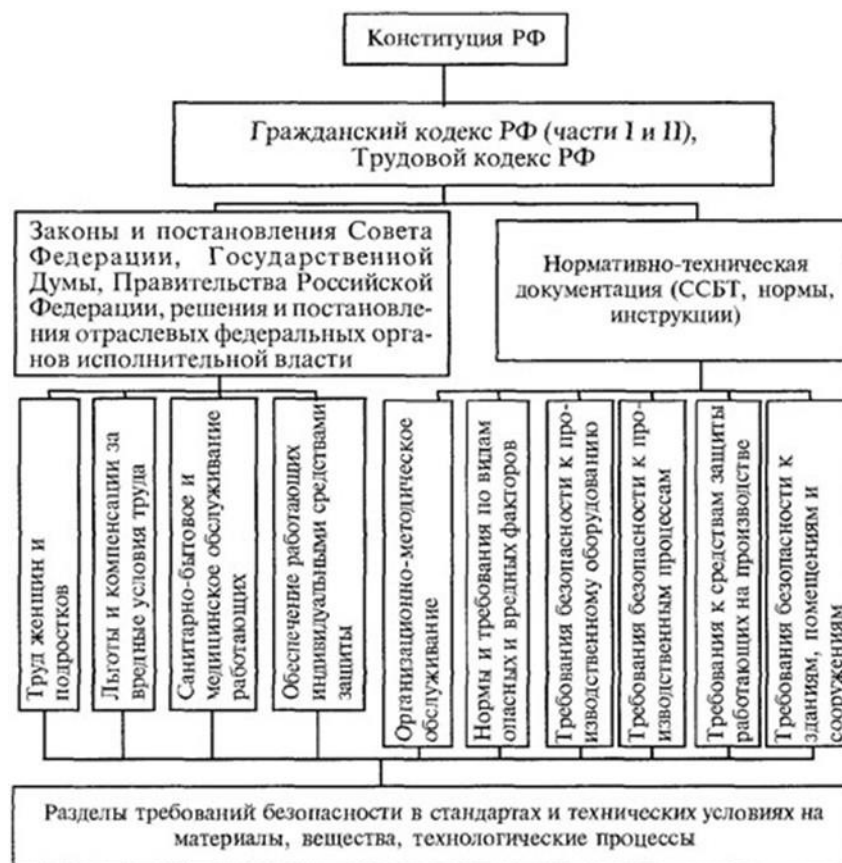 Конституция РФ
Гражданский кодекс РФ (части I и II),
Трудовой кодекс РФ
Законы и постановления Совета
Федерации, Государственной
Думы, Правительства Российской
Федерации, решения и постановле-
ния отраслевых федеральных орга-
нов исполнительной власти
Нормативно-техническая
документация (ССБТ, нормы,
инструкции)
Труд женщин и
подростков
Льготы и компенсации за
вредные условия труда
Санитарно-бытовое и
медицинское обслуживание
работающих
Обеспечение работающих
индивидуальными средствами
защиты
Организационно-методическое
обслуживание
Нормы и требования по видам
опасных и вредных факторов
Требования безопасности к про-
изводственному оборудованию
Требования безопасности к про-
изводственным процессам
Требования к средствам защиты
работающих на производстве
Требования безопасности к
зданиям, помещениям и
сооружениям
Разделы требований безопасности в стандартах и технических условиях на
материалы, вещества, технологические процессы